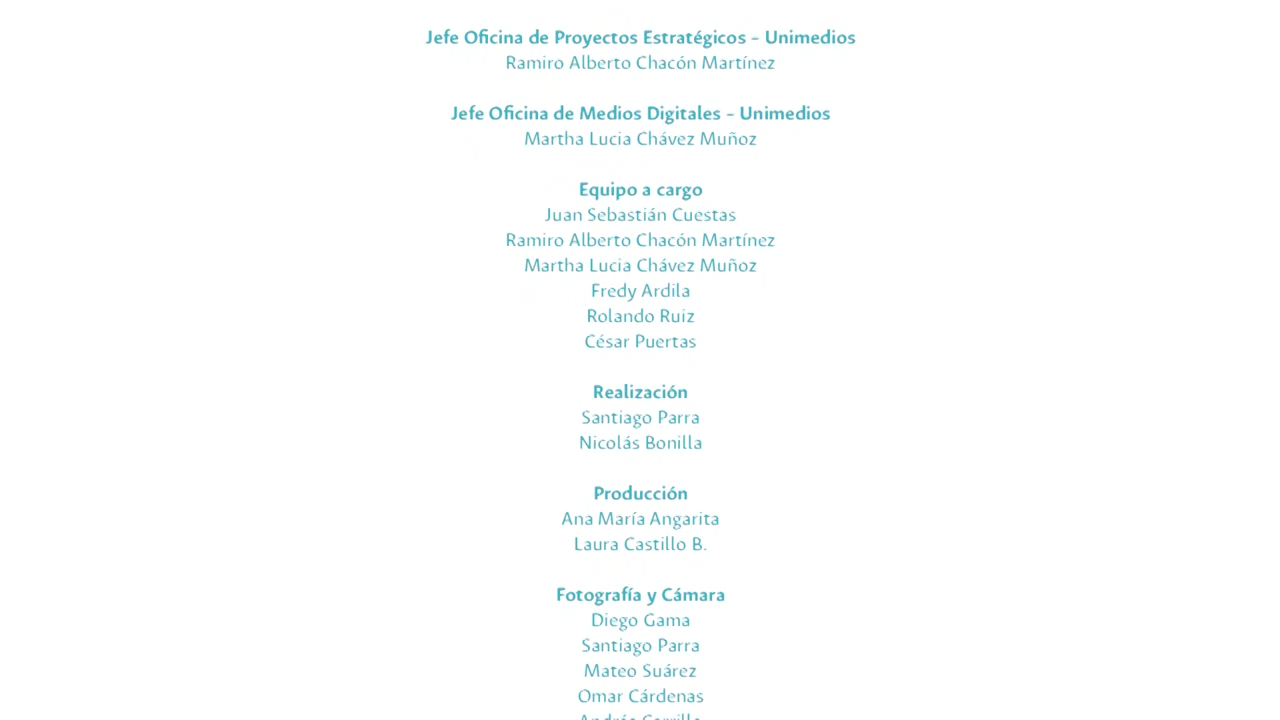 Jefe Oficina de Proyectos Estratégicos - Unimedios
Ramiro Alberto Chacón Martínez
Jefe Oficina de Medios Digitales - Unimedios
Martha Lucia Chávez Muñoz
Equipo a cargo
Juan Sebastián Cuestas
Ramiro Alberto Chacón Martínez
Martha Lucia Chávez Muñoz
Fredy Ardila
Rolando Ruiz
César Puertas
Realización
Santiago Parra
Nicolás Bonilla
Producción
Ana María Angarita
Laura Castillo B.
Fotografía y Cámara
Diego Gama
Santiago Parra
Mateo Suárez
Omar Cárdenas